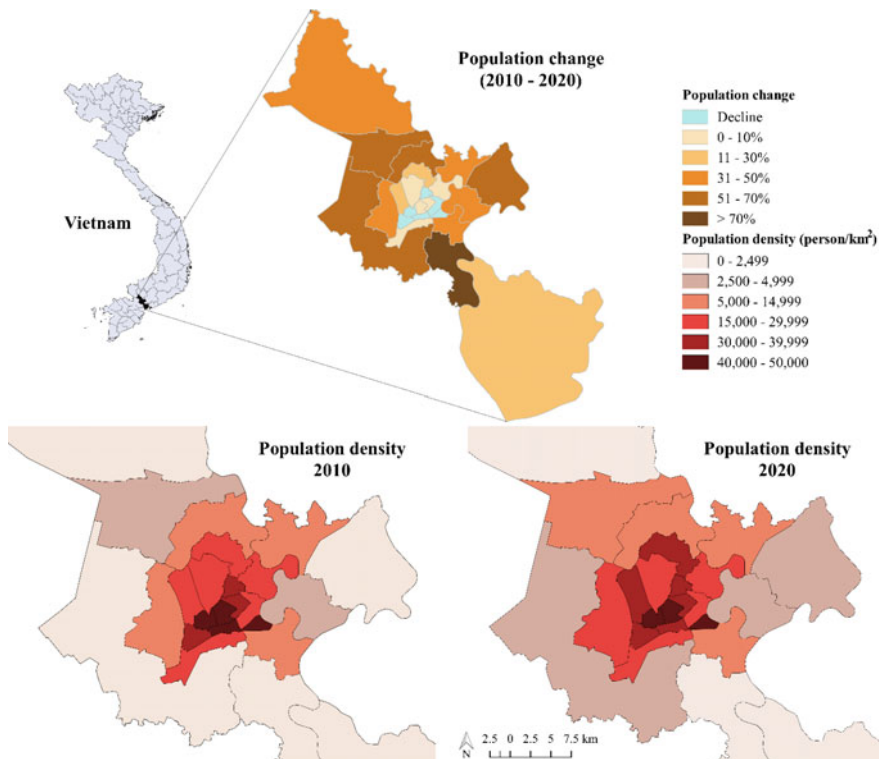 Population change
(2010 - 2020)
Vietnam
Population change
Decline
0 - 10%
11 - 30%
31 - 50%
51 - 70%
> 70%
Population density (person/km²)
0 - 2,499
2,500 - 4,999
5,000 - 14,999
15,000 - 29,999
30,000 - 39,999
40,000 - 50,000
Population density
2010
Population density
2020
N
2.5 0 2.5 5 7.5 km